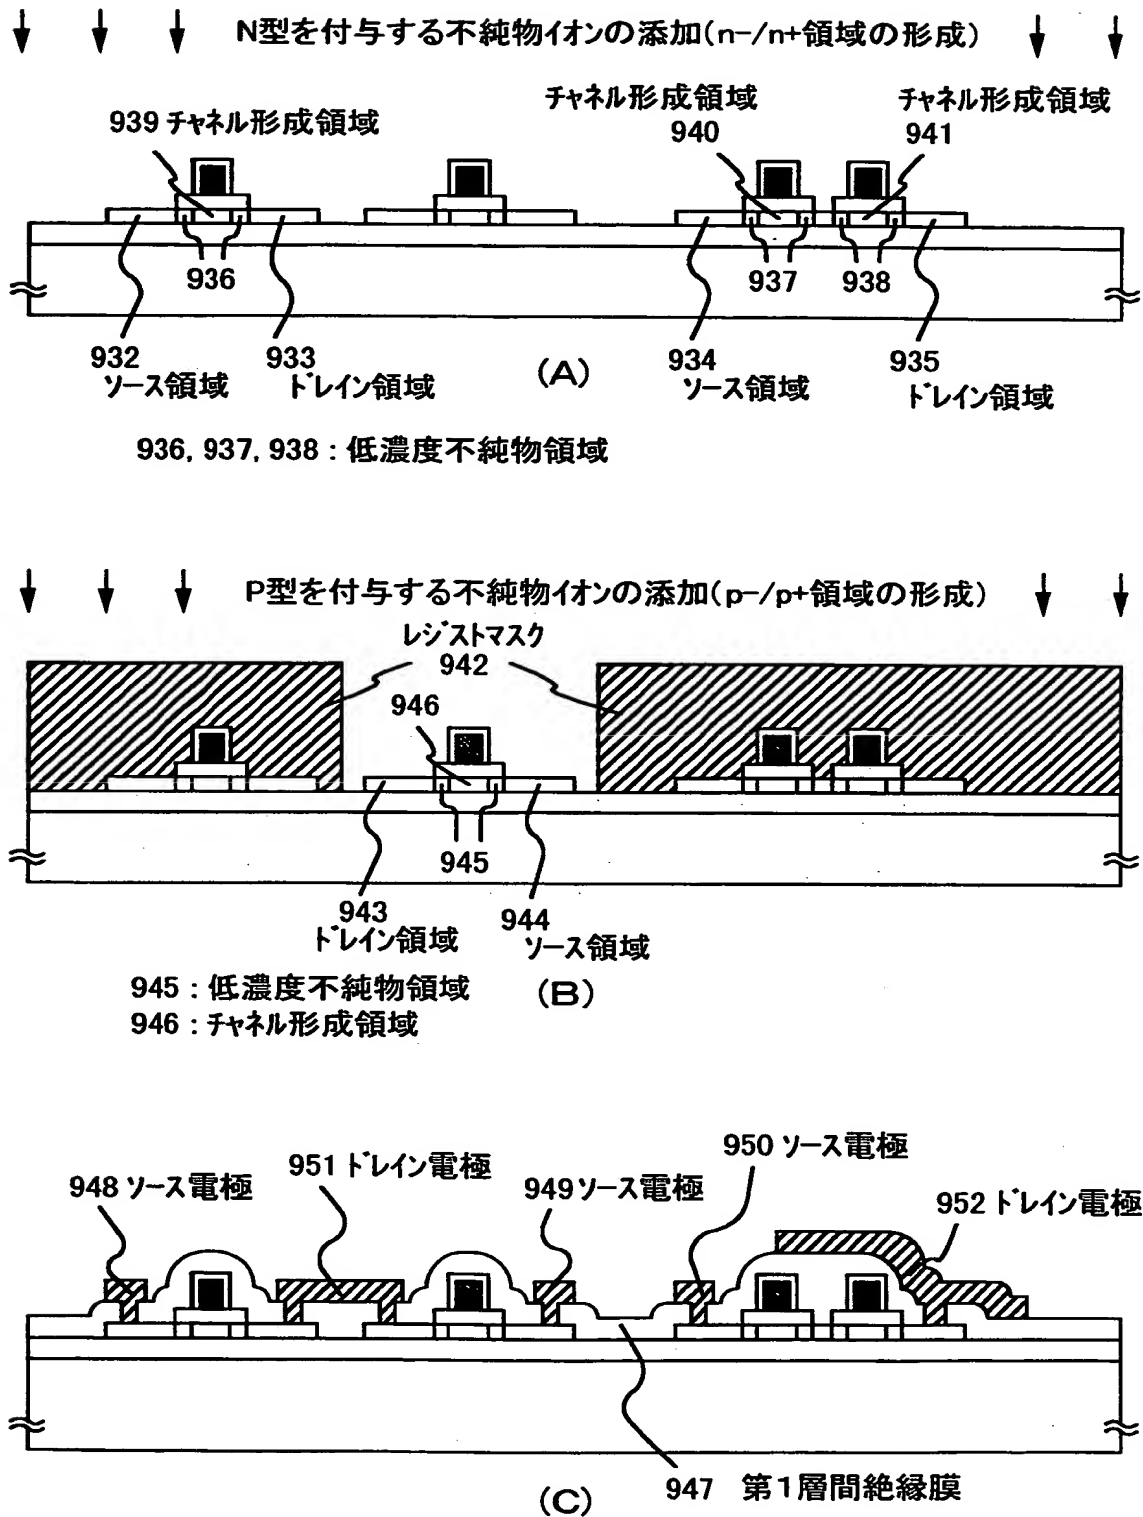 N型を付与する不純物イオンの添加(n-/n+領域の形成)
チャネル形成領域
940
チャネル形成領域
941
939 チャネル形成領域
936
937
938
932
ソース領域
933
ドレイン領域
(A)
934
ソース領域
935
ドレイン領域
936, 937, 938 : 低濃度不純物領域
P型を付与する不純物イオンの添加(p-/p+領域の形成)
レジストマスク
942
946
945
943
ドレイン領域
944
ソース領域
945 : 低濃度不純物領域
946 : チャネル形成領域
(B)
948 ソース電極
951 ドレイン電極
949 ソース電極
950 ソース電極
952 ドレイン電極
947 第1層間絶縁膜
(C)